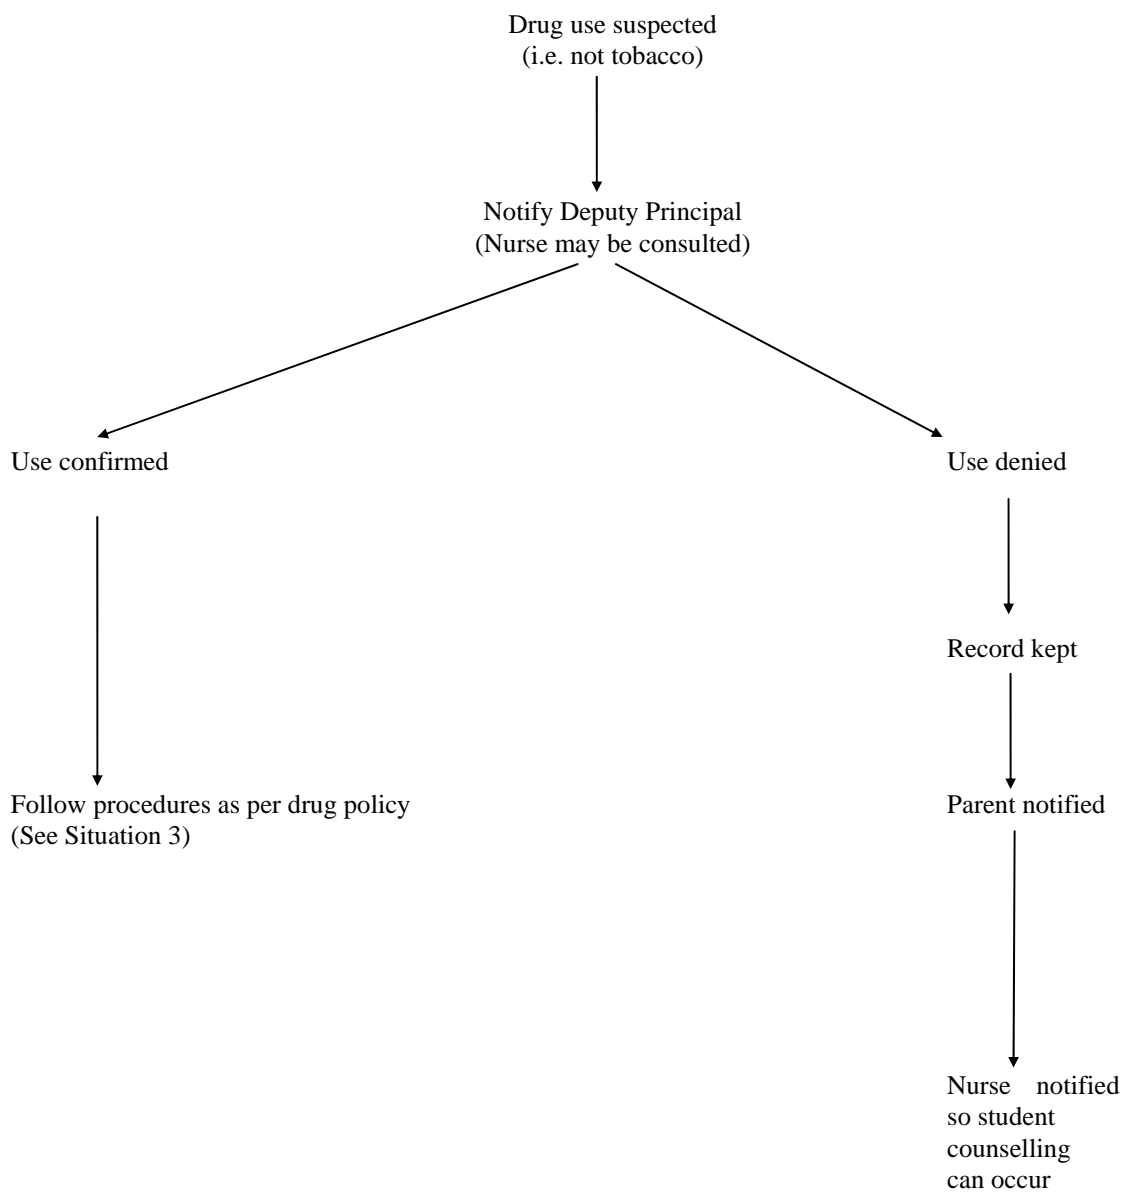 Drug use suspected
(i.e. not tobacco)
Notify Deputy Principal
(Nurse may be consulted)
Use confirmed
Use denied
Record kept
Follow procedures as per drug policy
(See Situation 3)
Parent notified
Nurse notified
so student
counselling
can occur